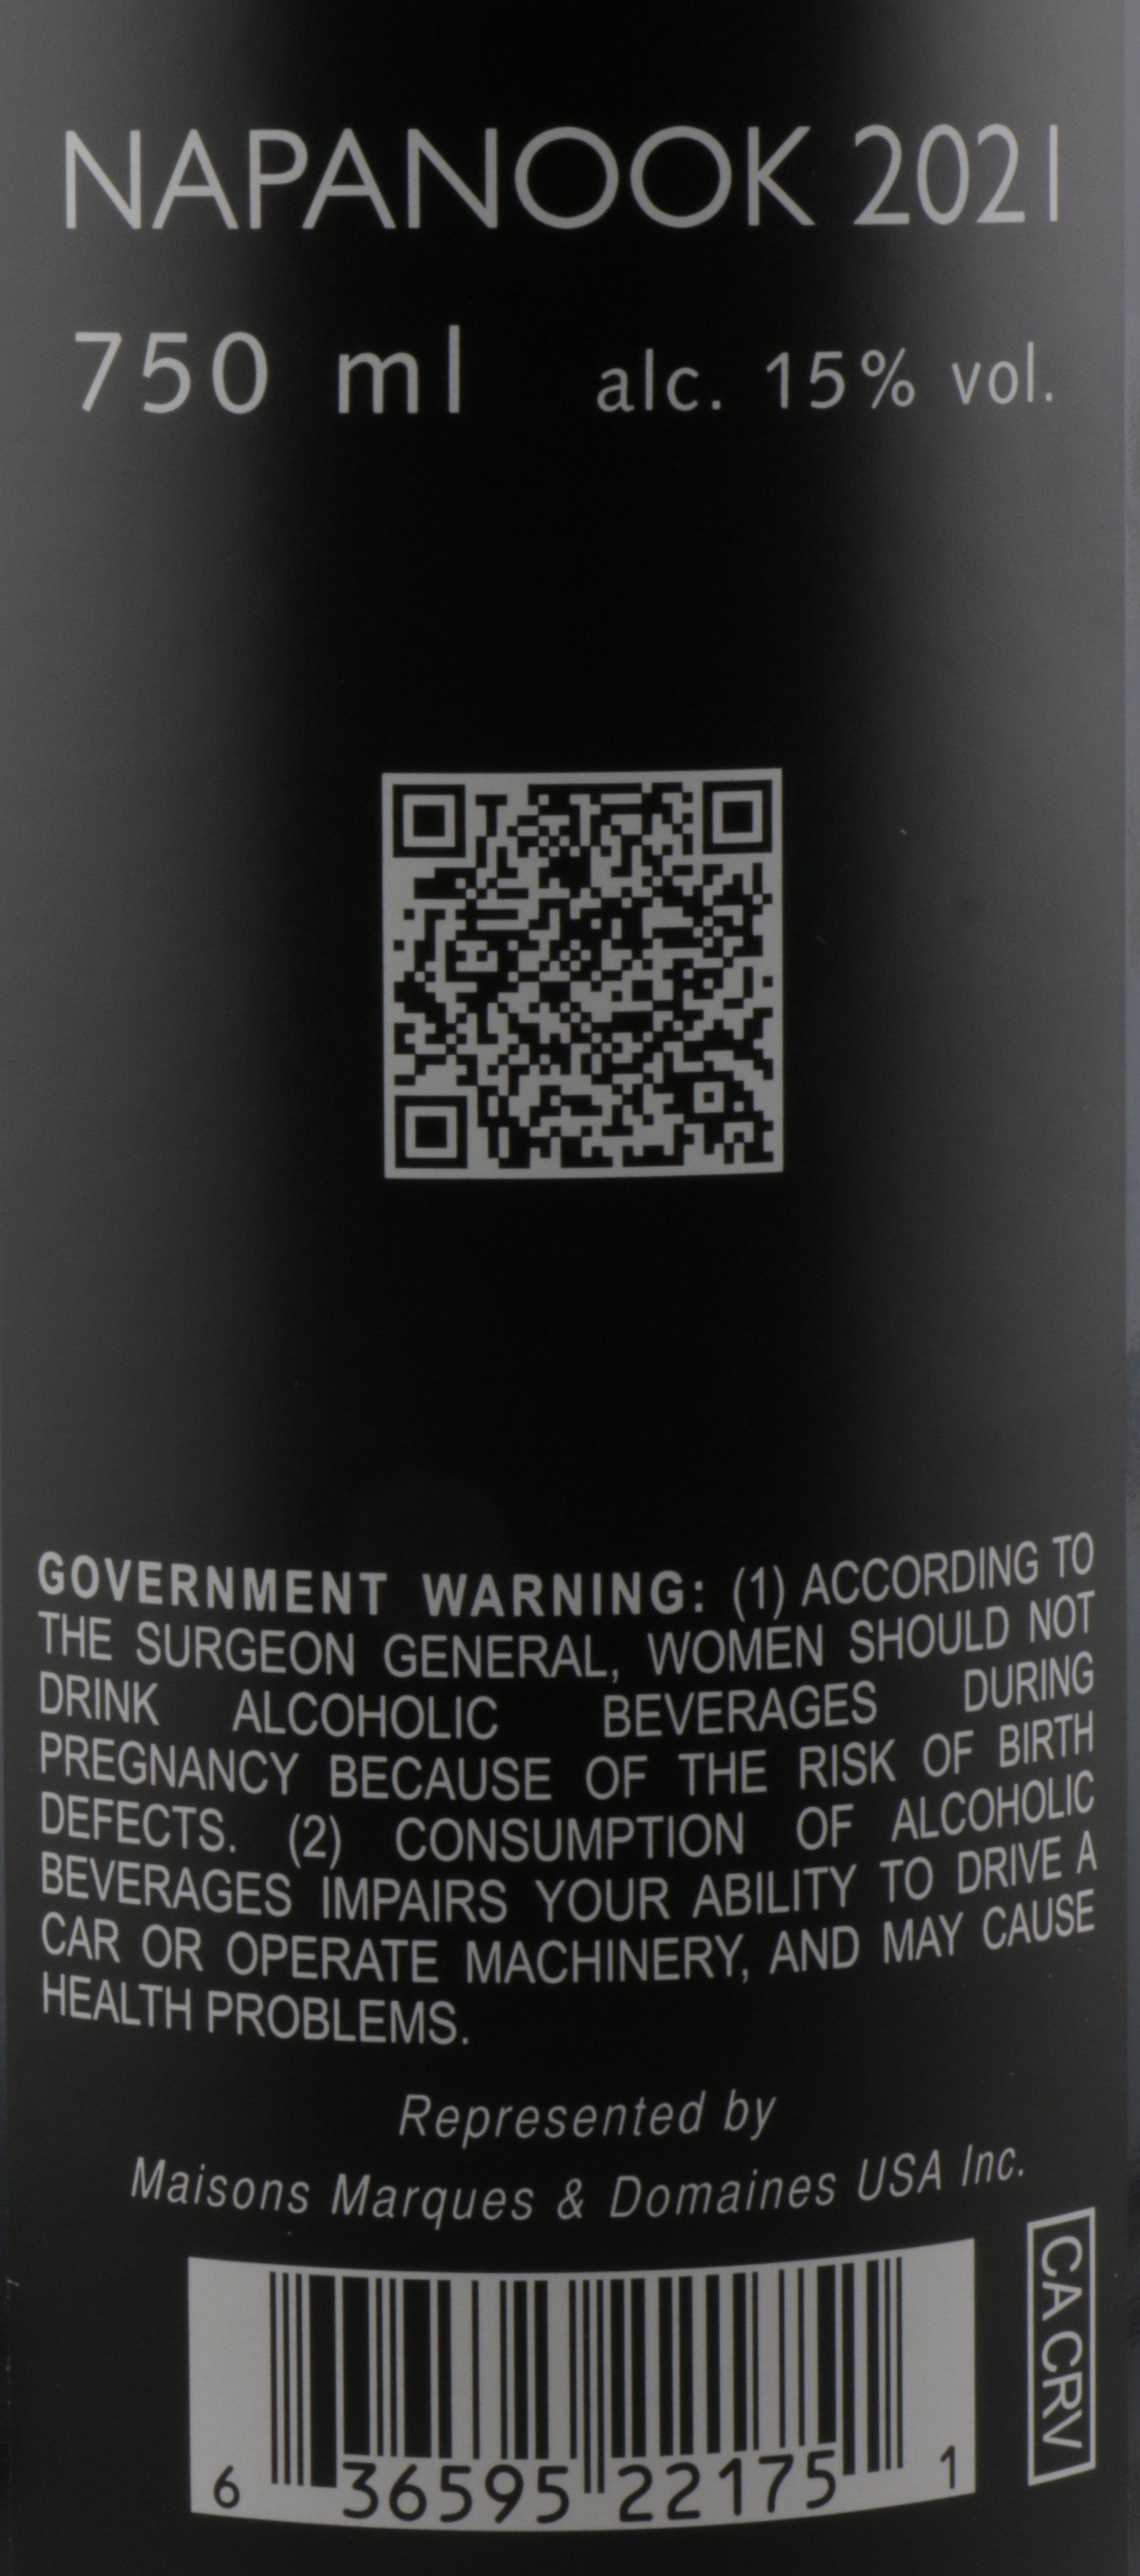 NAPANOOK 2021
750 ml alc. 15% vol.
GOVERNMENT WARNING: (1) ACCORDING TO
THE SURGEON GENERAL, WOMEN SHOULD NOT
DRINK ALCOHOLIC BEVERAGES DURING
PREGNANCY BECAUSE OF THE RISK OF BIRTH
DEFECTS. (2) CONSUMPTION OF ALCOHOLIC
BEVERAGES IMPAIRS YOUR ABILITY TO DRIVE A
CAR OR OPERATE MACHINERY, AND MAY CAUSE
HEALTH PROBLEMS.
Represented by
Maisons Marques & Domaines USA Inc.
CA CRV
6 36595 22175 1